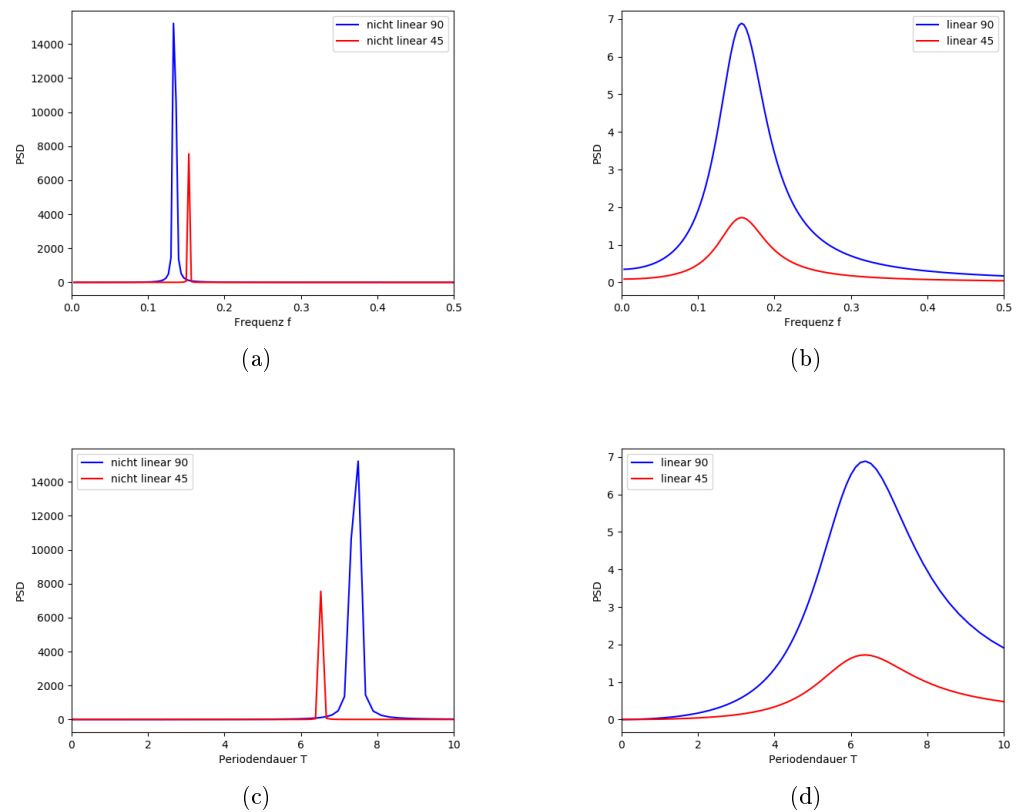 nicht linear 90
nicht linear 45
14000
12000
10000
8000
6000
4000
2000
0
PSD
0.0 0.1 0.2 0.3 0.4 0.5
Frequenz f
(a)
linear 90
linear 45
7
6
5
4
3
2
1
0
PSD
0.0 0.1 0.2 0.3 0.4 0.5
Frequenz f
(b)
nicht linear 90
nicht linear 45
14000
12000
10000
8000
6000
4000
2000
0
PSD
0 2 4 6 8 10
Periodendauer T
(c)
linear 90
linear 45
7
6
5
4
3
2
1
0
PSD
0 2 4 6 8 10
Periodendauer T
(d)